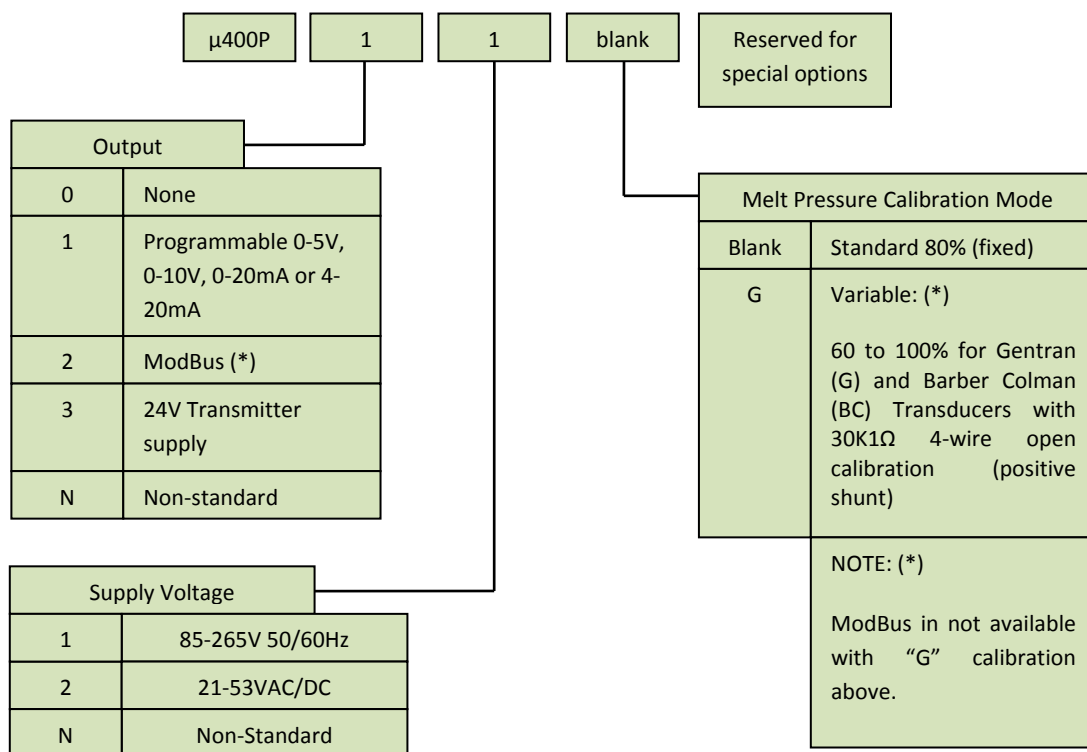 µ400P 1 1 blank Reserved for
special options
Output
0 None
1 Programmable 0-5V,
0-10V, 0-20mA or 4-
20mA
2 ModBus (*)
3 24V Transmitter
supply
N Non-standard
Supply Voltage
1 85-265V 50/60Hz
2 21-53VAC/DC
N Non-Standard
Melt Pressure Calibration Mode
Blank Standard 80% (fixed)
G Variable: (*)
60 to 100% for Gentran
(G) and Barber Colman
(BC) Transducers with
30K1Ω 4-wire open
calibration (positive
shunt)
NOTE: (*)
ModBus in not available
with “G” calibration
above.